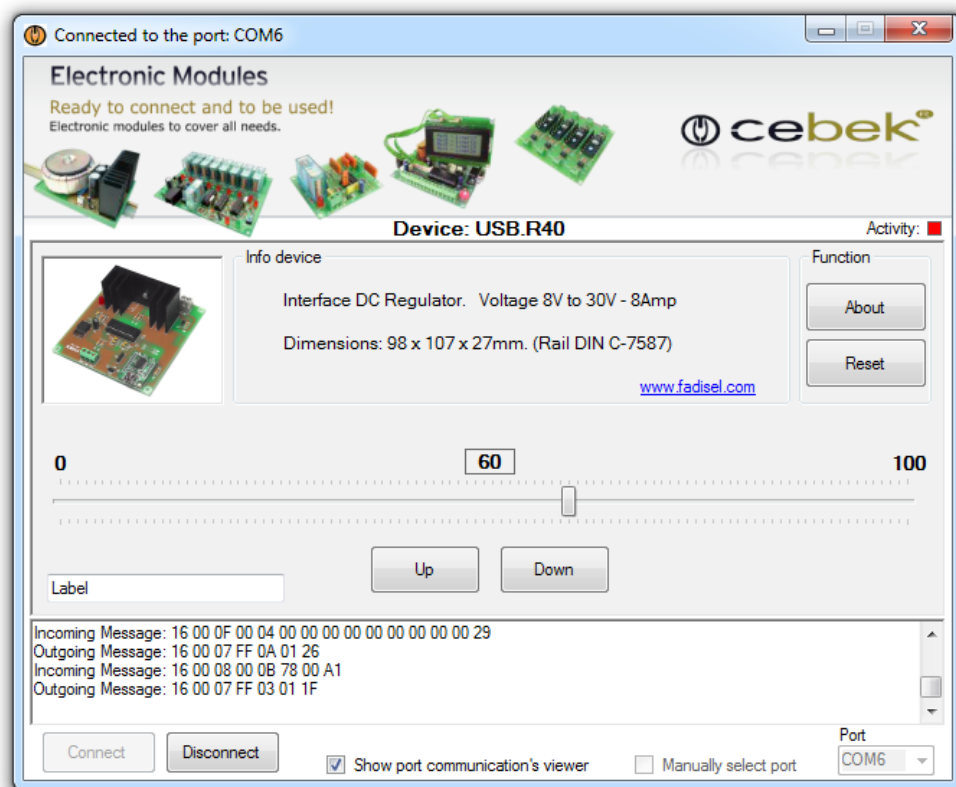 Connected to the port: COM6
Electronic Modules
Ready to connect and to be used!
Electronic modules to cover all needs.
cebek®
Device: USB.R40
Activity:
Info device
Interface DC Regulator. Voltage 8V to 30V - 8Amp
Dimensions: 98 x 107 x 27mm. (Rail DIN C-7587)
www.fadisel.com
Function
About
Reset
0
60
100
Up
Down
Label
Incoming Message: 16 00 0F 00 04 00 00 00 00 00 00 00 00 00 29
Outgoing Message: 16 00 07 FF 0A 01 26
Incoming Message: 16 00 08 00 0B 78 00 A1
Outgoing Message: 16 00 07 FF 03 01 1F
Connect
Disconnect
Show port communication's viewer
Manually select port
Port
COM6